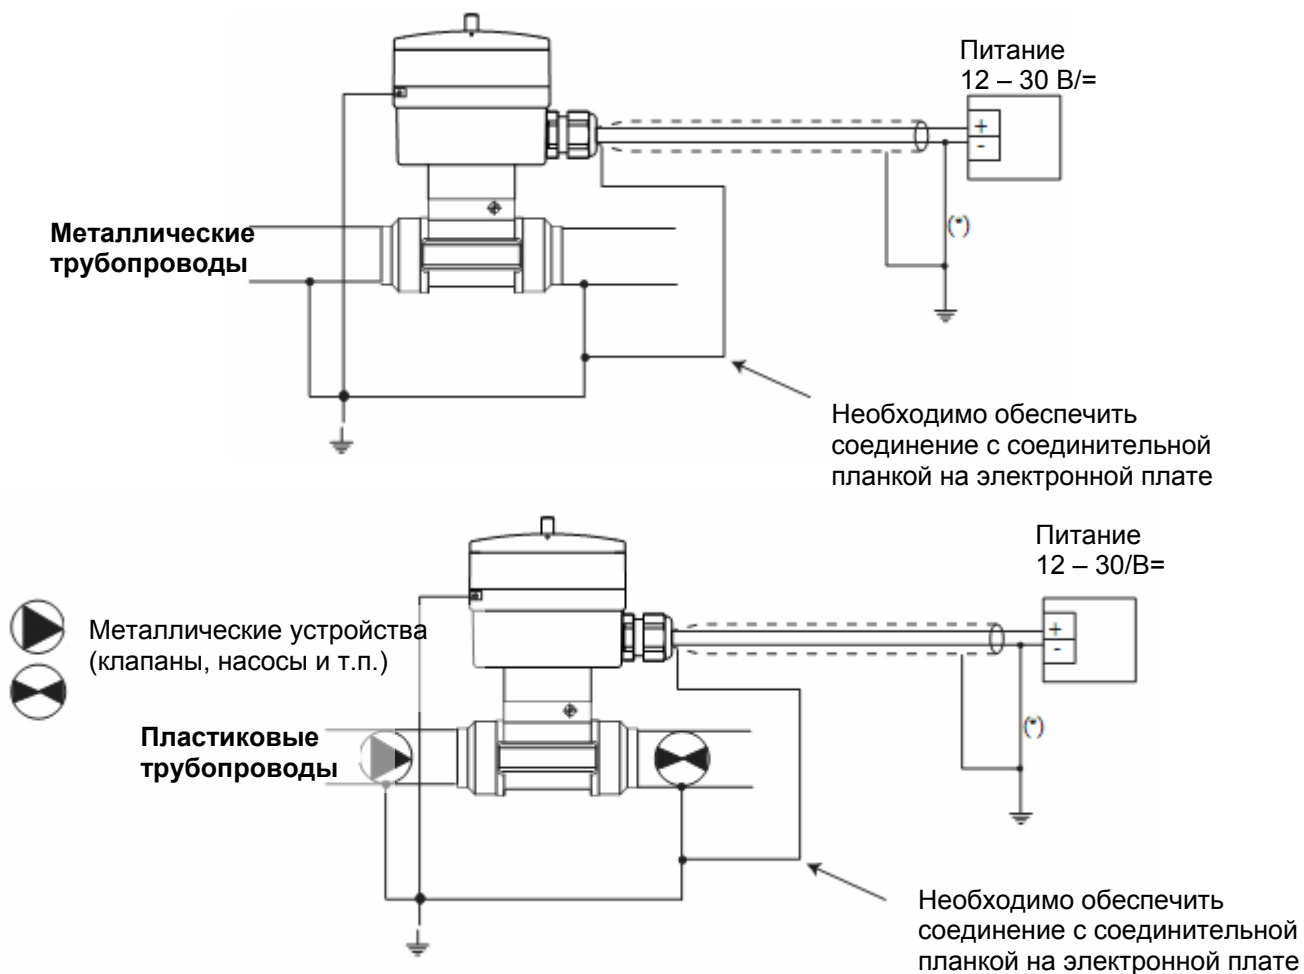 Питание
12 – 30 В/=
+
-
(*)
Металлические
трубопроводы
Необходимо обеспечить
соединение с соединительной
планкой на электронной плате
Питание
12 – 30/В=
+
-
(*)
Металлические устройства
(клапаны, насосы и т.п.)
Пластиковые
трубопроводы
Необходимо обеспечить
соединение с соединительной
планкой на электронной плате